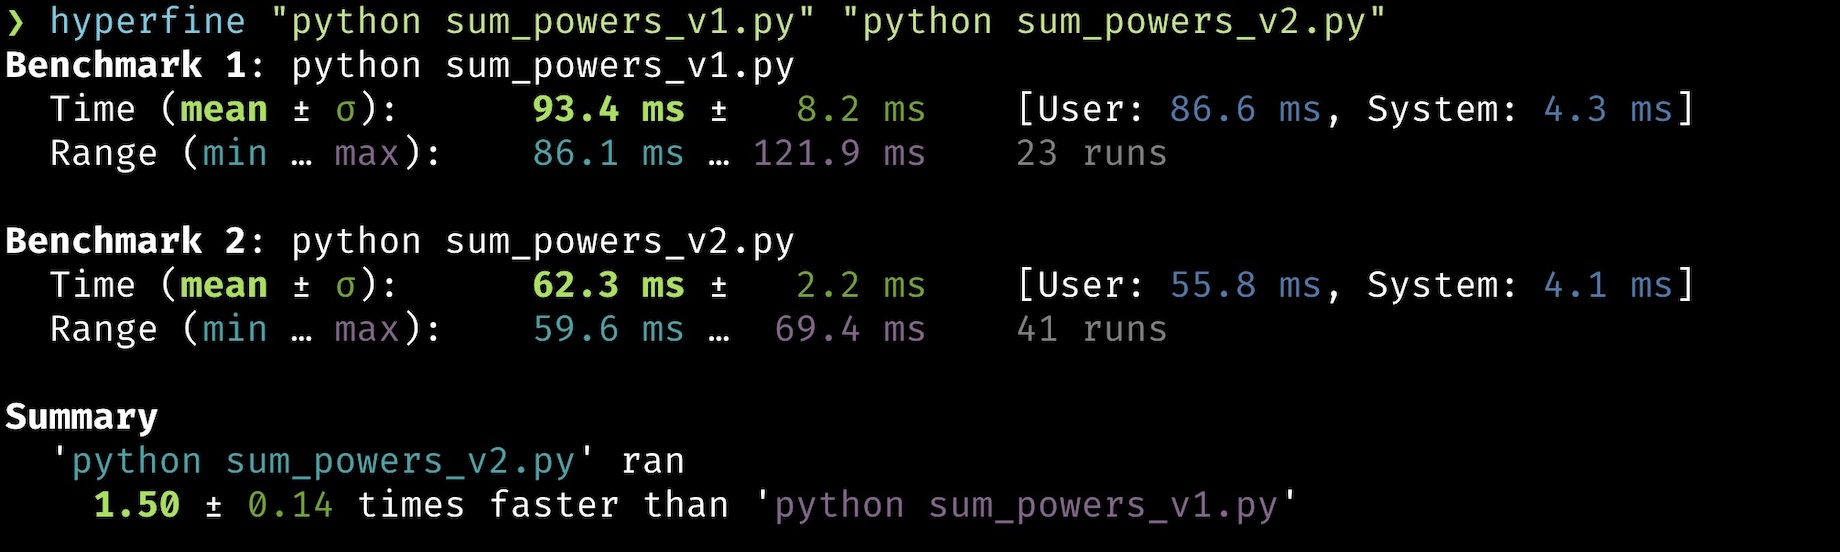 ❯ hyperfine "python sum_powers_v1.py" "python sum_powers_v2.py"
Benchmark 1: python sum_powers_v1.py
  Time (mean ± σ):      93.4 ms ±   8.2 ms    [User: 86.6 ms, System: 4.3 ms]
  Range (min … max):    86.1 ms … 121.9 ms    23 runs

Benchmark 2: python sum_powers_v2.py
  Time (mean ± σ):      62.3 ms ±   2.2 ms    [User: 55.8 ms, System: 4.1 ms]
  Range (min … max):    59.6 ms …  69.4 ms    41 runs

Summary
  'python sum_powers_v2.py' ran
    1.50 ± 0.14 times faster than 'python sum_powers_v1.py'